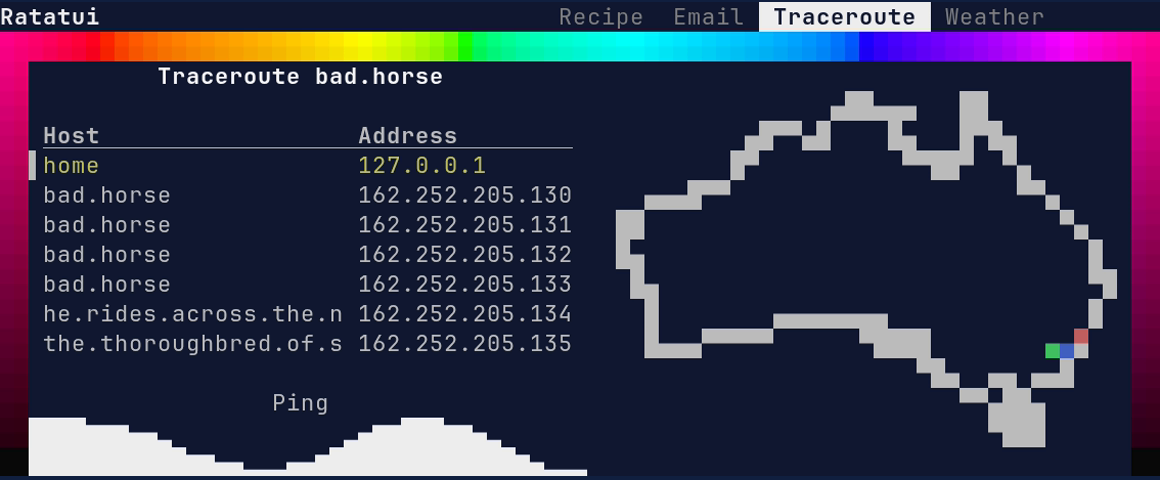 Ratatui Recipe Email Traceroute Weather
Traceroute bad.horse
Host Address
home 127.0.0.1
bad.horse 162.252.205.130
bad.horse 162.252.205.131
bad.horse 162.252.205.132
bad.horse 162.252.205.133
he.rides.across.the.n 162.252.205.134
the.thoroughbred.of.s 162.252.205.135
Ping